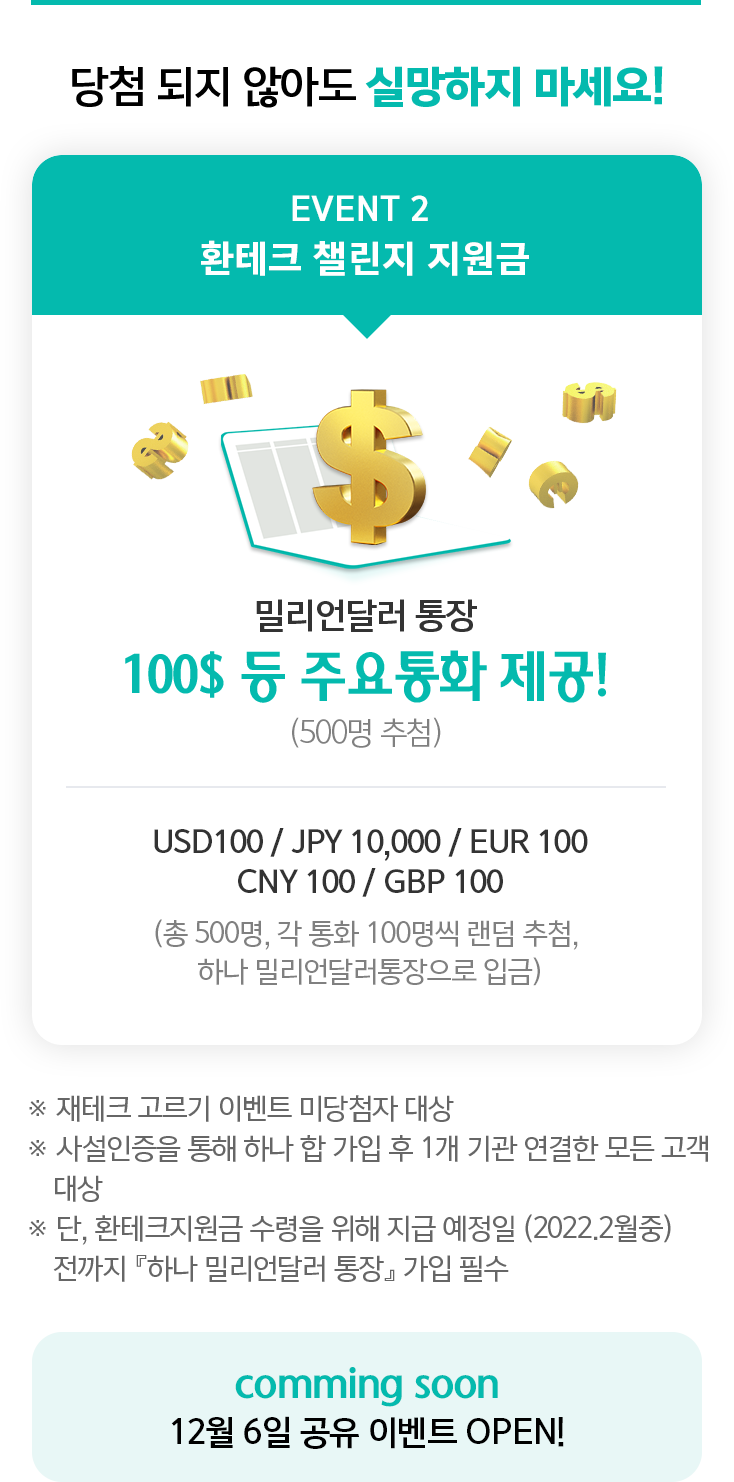 당첨 되지 않아도 실망하지 마세요!
EVENT 2
환테크 챌린지 지원금
밀리언달러 통장
100$ 등 주요통화 제공!
(500명 추첨)
USD100 / JPY 10,000 / EUR 100
CNY 100 / GBP 100
(총 500명, 각 통화 100명씩 랜덤 추첨,
하나 밀리언달러통장으로 입금)
※ 재테크 고르기 이벤트 미당첨자 대상
※ 사설인증을 통해 하나 합 가입 후 1개 기관 연결한 모든 고객
대상
※ 단, 환테크지원금 수령을 위해 지급 예정일 (2022.2월중)
전까지 『하나 밀리언달러 통장』 가입 필수
comming soon
12월 6일 공유 이벤트 OPEN!